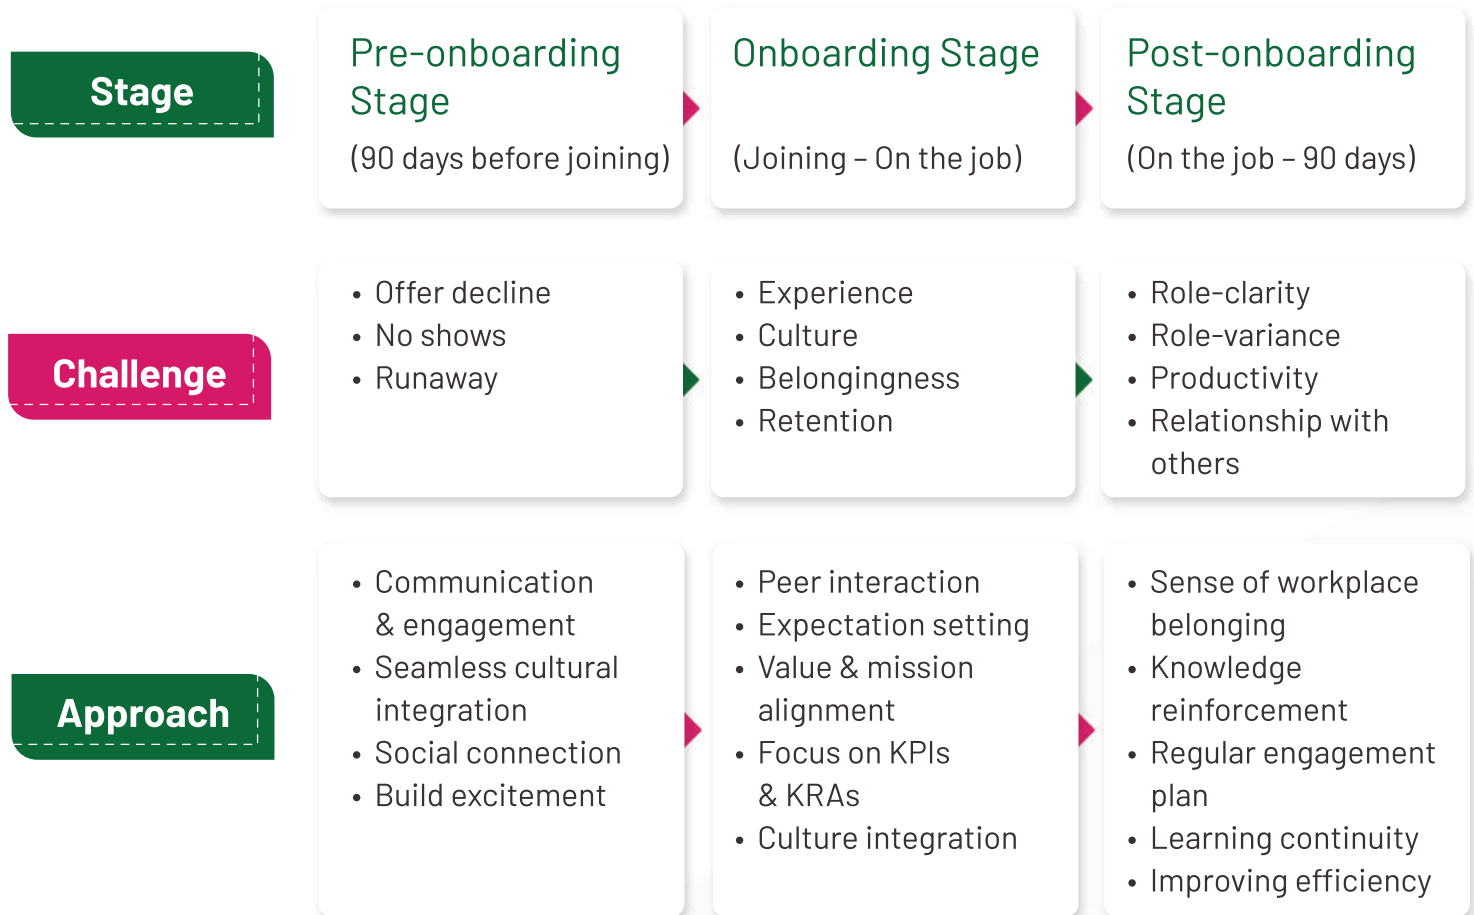 Stage
Pre-onboarding
Stage
(90 days before joining)
Onboarding Stage
(Joining – On the job)
Post-onboarding
Stage
(On the job – 90 days)
Challenge
• Offer decline
• No shows
• Runaway
• Experience
• Culture
• Belongingness
• Retention
• Role-clarity
• Role-variance
• Productivity
• Relationship with
others
Approach
• Communication
& engagement
• Seamless cultural
integration
• Social connection
• Build excitement
• Peer interaction
• Expectation setting
• Value & mission
alignment
• Focus on KPIs
& KRAs
• Culture integration
• Sense of workplace
belonging
• Knowledge
reinforcement
• Regular engagement
plan
• Learning continuity
• Improving efficiency